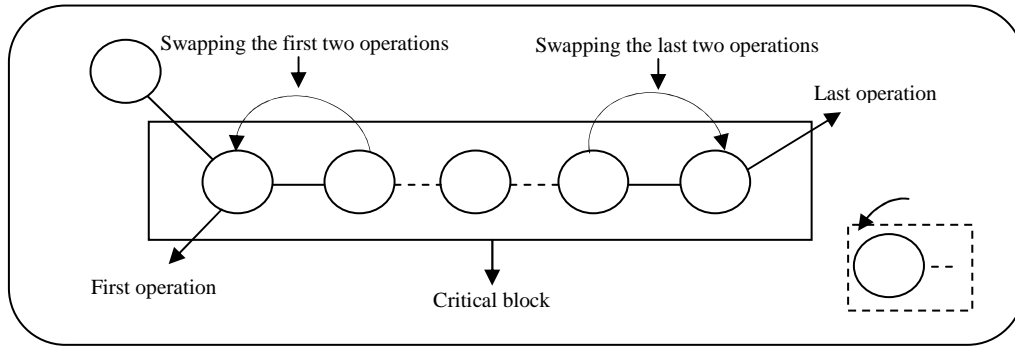 Swapping the first two operations
Swapping the last two operations
Last operation
First operation
Critical block